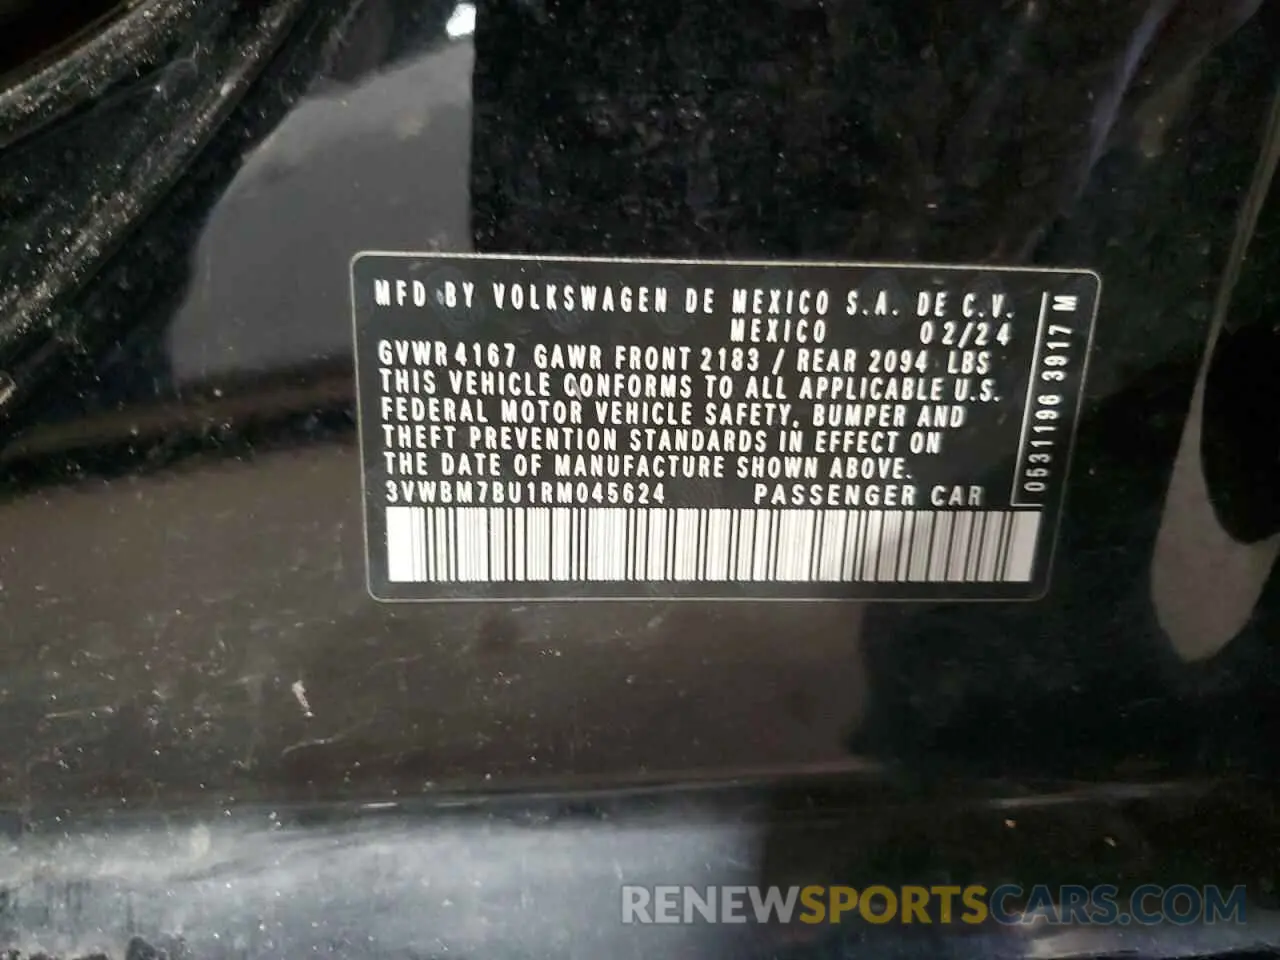 MFD BY VOLKSWAGEN DE MEXICO S.A. DE C.V.
MEXICO 02/24
GVWR 4167 GAWR FRONT 2183 / REAR 2094 LBS
THIS VEHICLE CONFORMS TO ALL APPLICABLE U.S.
FEDERAL MOTOR VEHICLE SAFETY, BUMPER AND
THEFT PREVENTION STANDARDS IN EFFECT ON
THE DATE OF MANUFACTURE SHOWN ABOVE.
3VWBM7BU1RM045624 PASSENGER CAR
0531196 3917 M
RENEWSPORTSCARS.COM